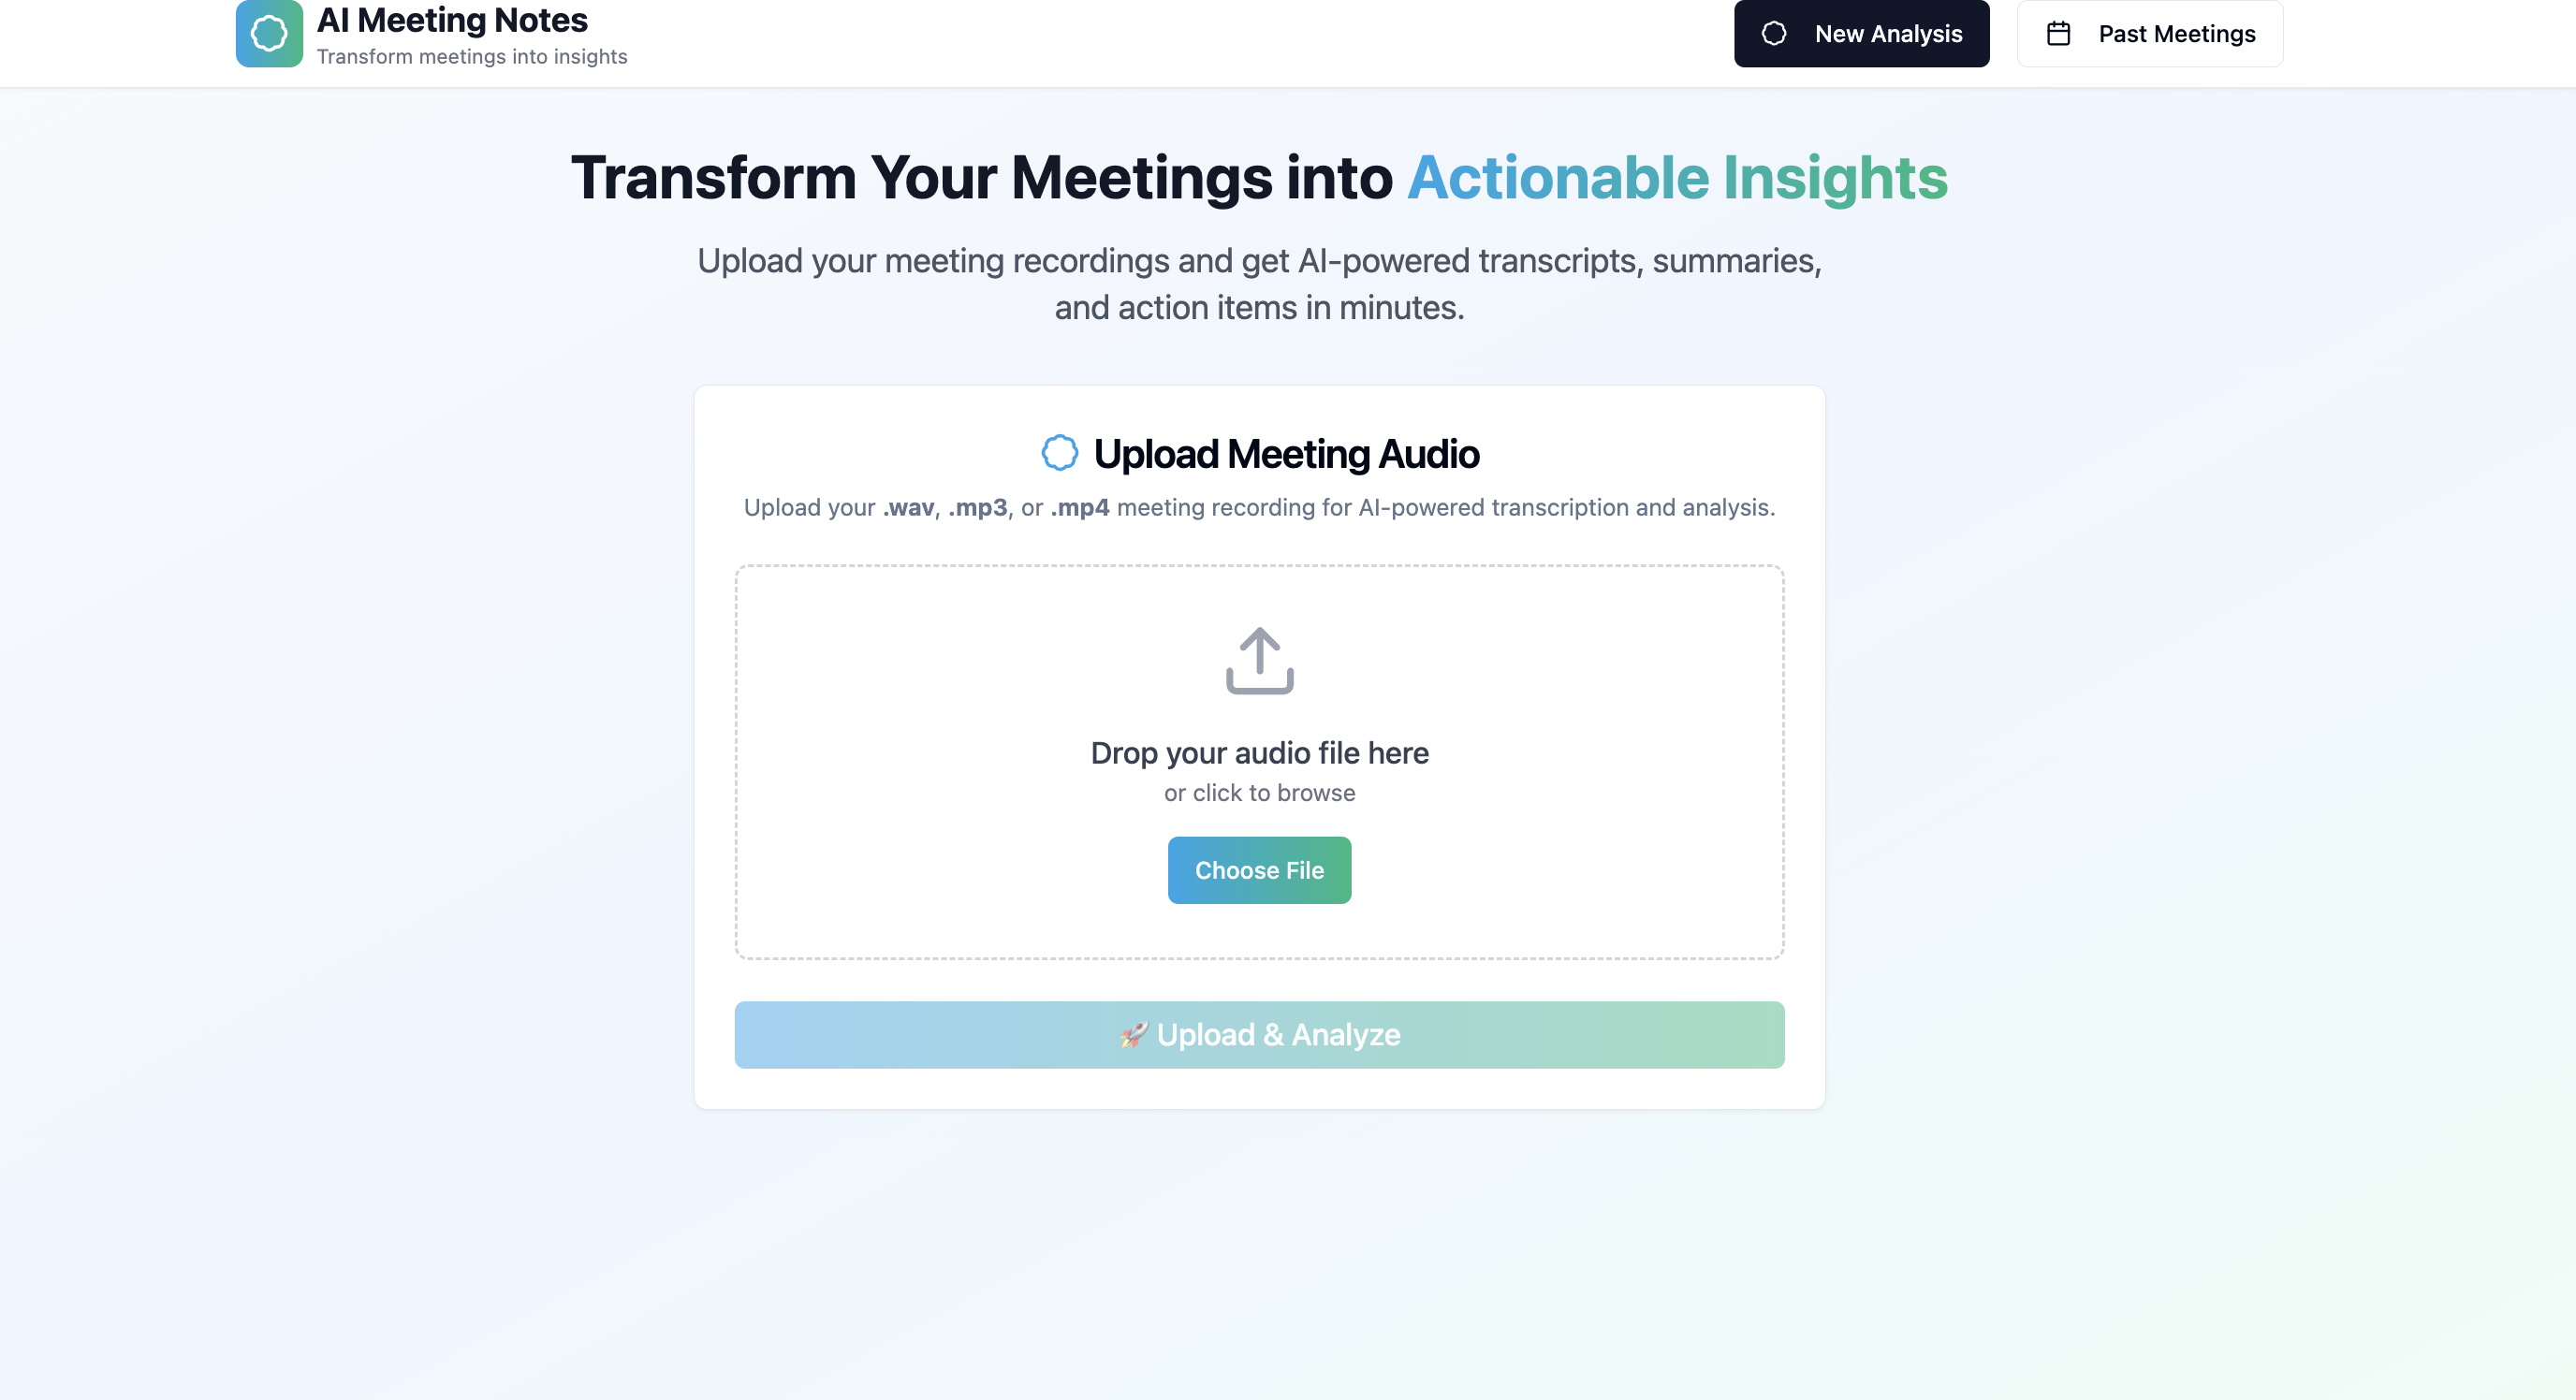 AI Meeting Notes
Transform meetings into insights
New Analysis
Past Meetings
Transform Your Meetings into Actionable Insights
Upload your meeting recordings and get AI-powered transcripts, summaries,
and action items in minutes.
Upload Meeting Audio
Upload your .wav, .mp3, or .mp4 meeting recording for AI-powered transcription and analysis.
Drop your audio file here
or click to browse
Choose File
🚀 Upload & Analyze